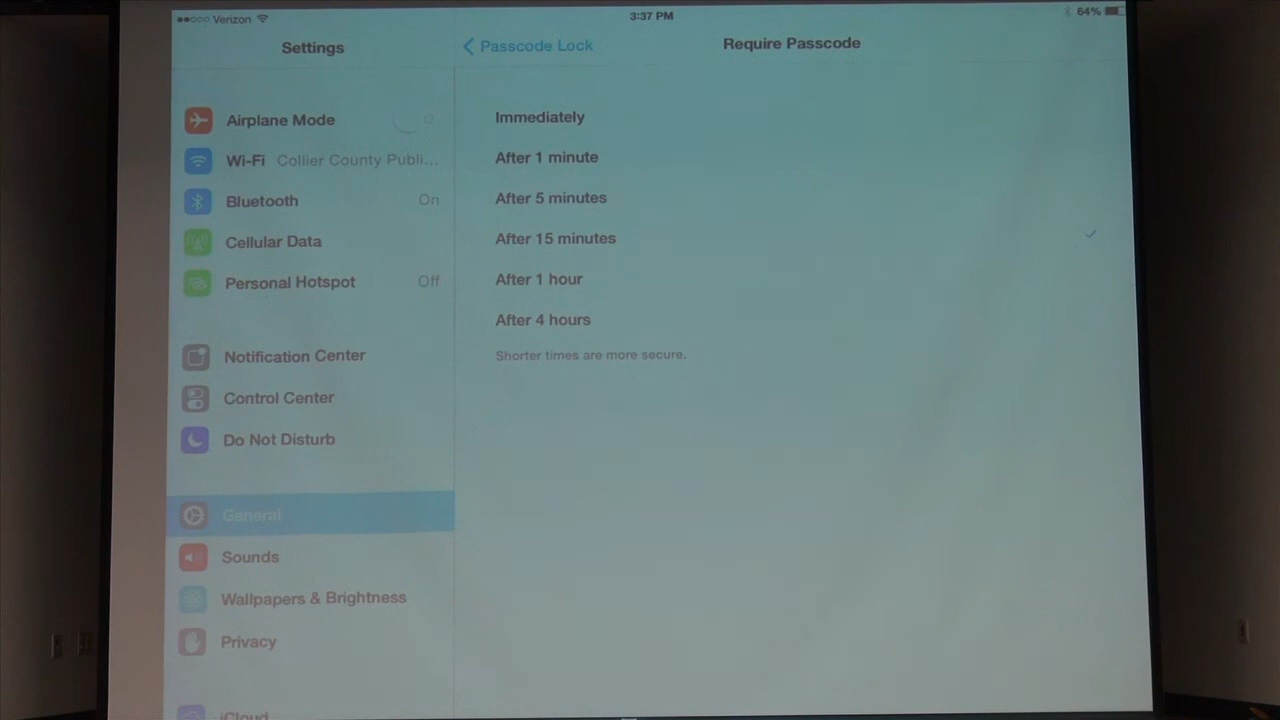 Verizon
3:37 PM
64%
Settings
Passcode Lock
Require Passcode
Airplane Mode
Wi-Fi Collier County Publi...
Bluetooth On
Cellular Data
Personal Hotspot Off
Notification Center
Control Center
Do Not Disturb
General
Sounds
Wallpapers & Brightness
Privacy
iCloud
Immediately
After 1 minute
After 5 minutes
After 15 minutes
After 1 hour
After 4 hours
Shorter times are more secure.